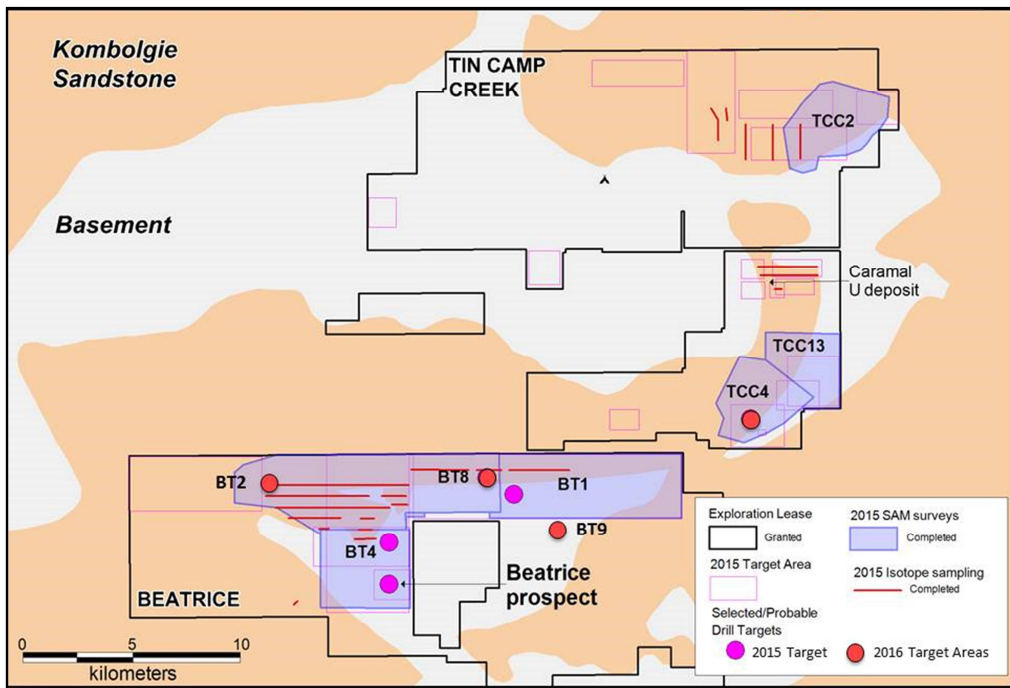 Kombolgie
Sandstone
TIN CAMP
CREEK
TCC2
Basement
Caramal
U deposit
TCC13
TCC4
BT2
BT8
BT1
BT9
BT4
Beatrice
prospect
BEATRICE
0 5 10
kilometers
Exploration Lease
Granted
2015 Target Area
Selected/Probable
Drill Targets
2015 Target
2015 SAM surveys
Completed
2015 Isotope sampling
Completed
2016 Target Areas